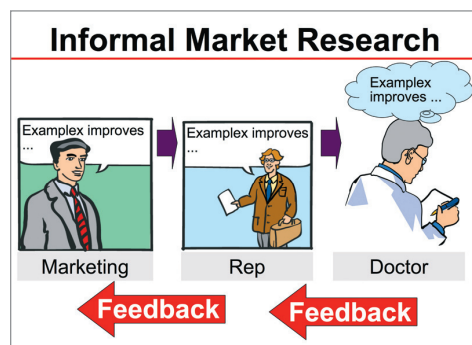 Informal Market Research
Examplex improves
...
Examplex improves
...
Examplex
improves ...
Marketing
Rep
Doctor
Feedback
Feedback